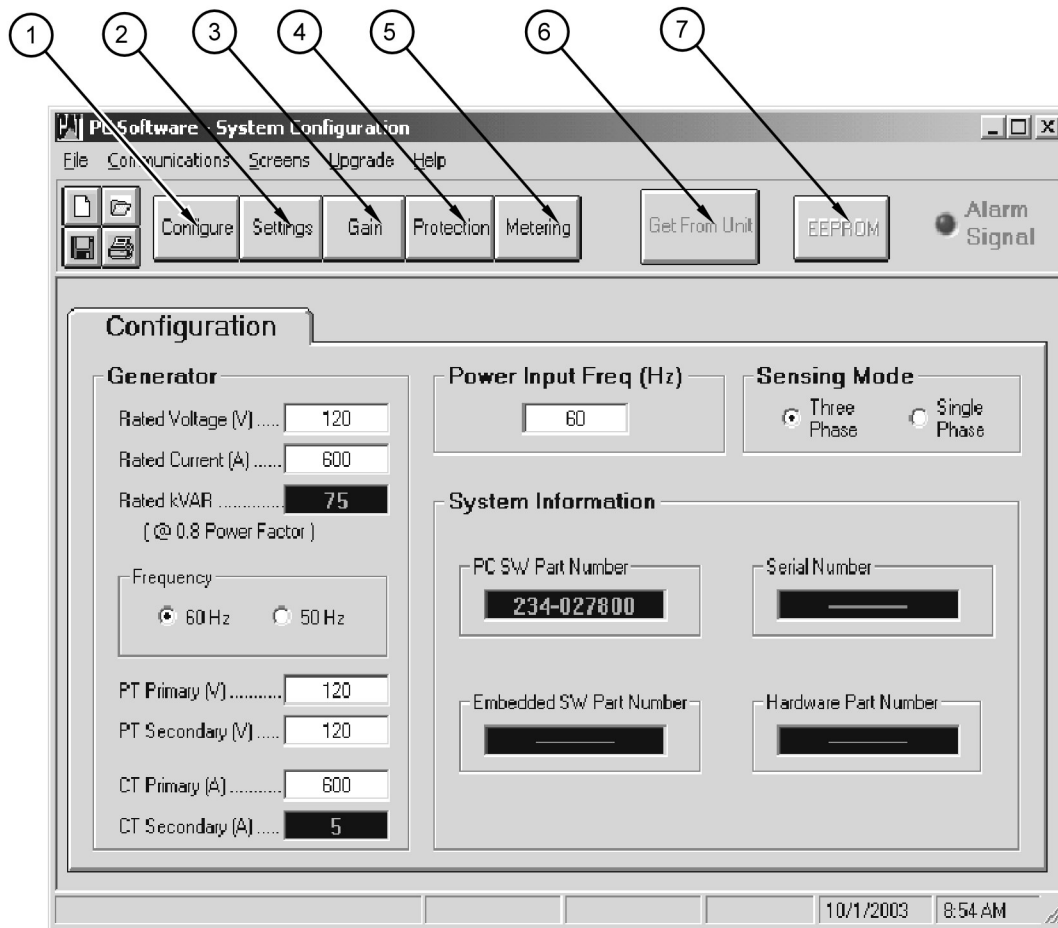 1 2 3 4 5 6 7
PC Software - System Configuration
File Communications Screens Upgrade Help
Configure Settings Gain Protection Metering Get From Unit EEPROM Alarm Signal
Configuration
Generator
Rated Voltage (V) ..... 120
Rated Current (A) ...... 600
Rated kVAR ............. 75
( @ 0.8 Power Factor )
Frequency
60 Hz 50 Hz
PT Primary (V) ........... 120
PT Secondary (V) ..... 120
CT Primary (A) ........... 600
CT Secondary (A) ..... 5
Power Input Freq (Hz)
60
Sensing Mode
Three Phase Single Phase
System Information
PC SW Part Number
234-027800
Serial Number
Embedded SW Part Number
Hardware Part Number
10/1/2003 8:54 AM